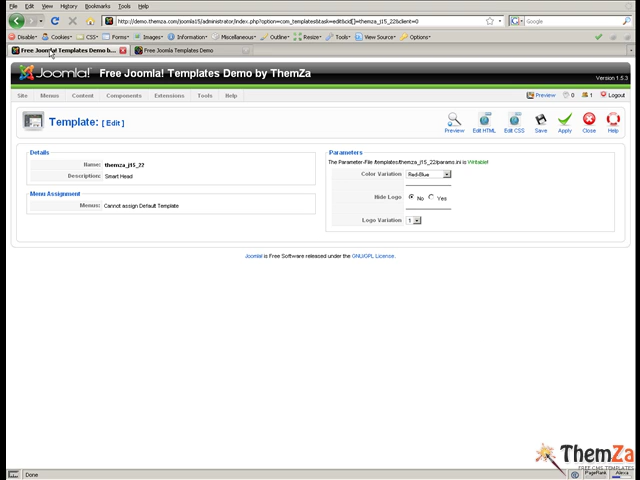 File Edit View History Bookmarks Tools Help
http://demo.themza.com/joomla15/administrator/index.php?option=com_templates&task=edit&cid[]=themza_j15_22&client=0
Google
Disable Cookies CSS Forms Images Information Miscellaneous Outline Resize Tools View Source Options
Free Joomla! Templates Demo b... Free Joomla Templates Demo
Joomla! Free Joomla! Templates Demo by ThemZa
Version 1.5.3
Site Menus Content Components Extensions Tools Help Preview 0 1 Logout
Template: [ Edit ]
Preview Edit HTML Edit CSS Save Apply Close Help
Details
Name: themza_j15_22
Description: Smart Head
Menu Assignment
Menus: Cannot assign Default Template
Parameters
The Parameter-File /templates/themza_j15_22/params.ini is Writable!
Color Variation Red-Blue
Hide Logo No Yes
Logo Variation 1
Joomla! is Free Software released under the GNU/GPL License.
ThemZa
FREE CMS TEMPLATES
Done
PageRank Alexa